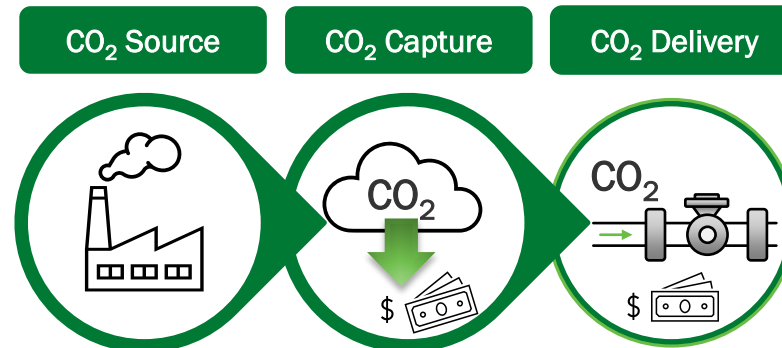 CO₂ Source
CO₂ Capture
CO₂ Delivery
CO₂
$
CO₂
$